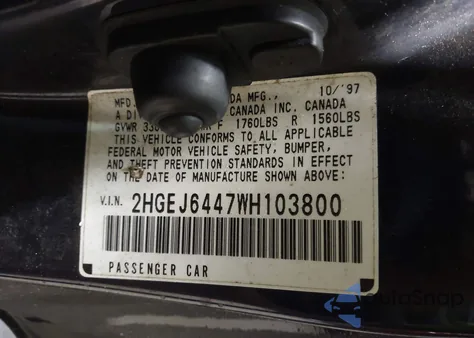 MFD. DA MFG., 10/'97
A DI CANADA INC. CANADA
GVWR 330 F 1760LBS R 1560LBS
THIS VEHICLE CONFORMS TO ALL APPLICABLE
FEDERAL MOTOR VEHICLE SAFETY, BUMPER,
AND THEFT PREVENTION STANDARDS IN EFFECT
ON THE DATE OF MANUFACTURE SHOWN ABOVE:
V.I.N. 2HGEJ6447WH103800
PASSENGER CAR
AutoSnap